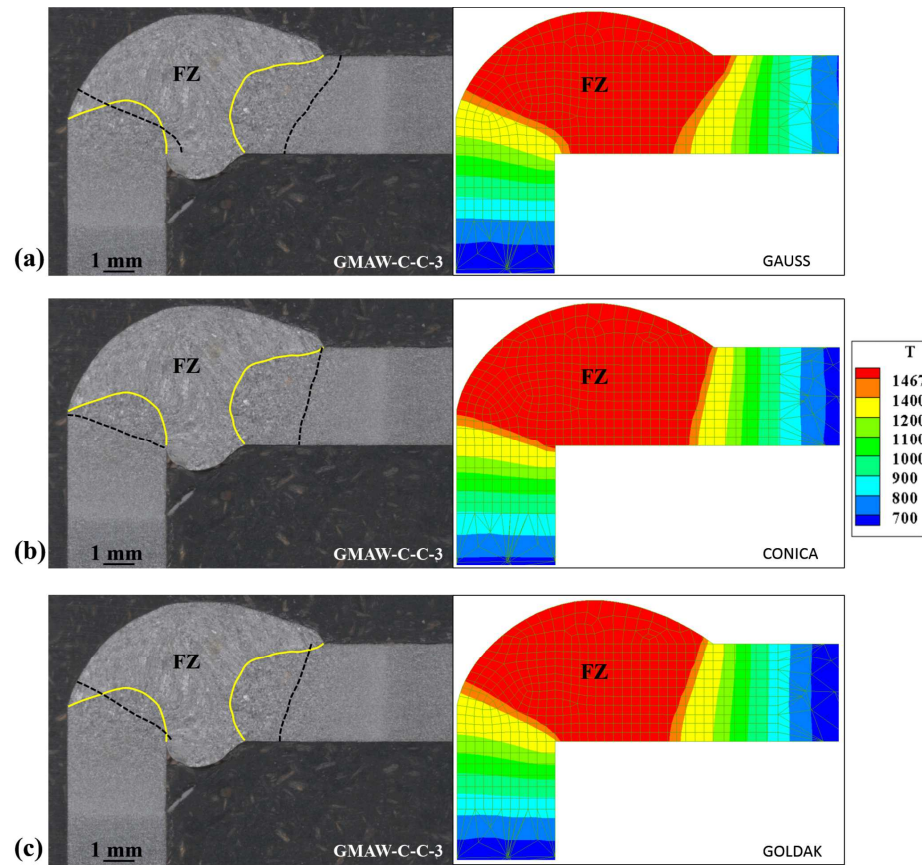 FZ
FZ
(a)
1 mm
GMAW-C-C-3
GAUSS
FZ
FZ
T
1467
1400
1200
1100
1000
900
800
700
(b)
1 mm
GMAW-C-C-3
CONICA
FZ
FZ
(c)
1 mm
GMAW-C-C-3
GOLDAK